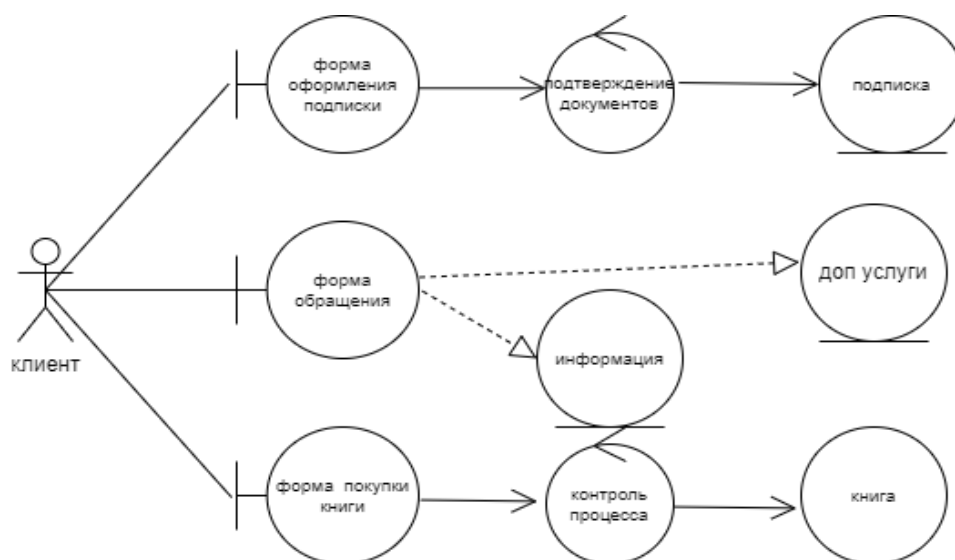 форма
оформления
подписки
подтверждение
документов
подписка
клиент
форма
обращения
доп услуги
информация
форма покупки
книги
контроль
процесса
книга